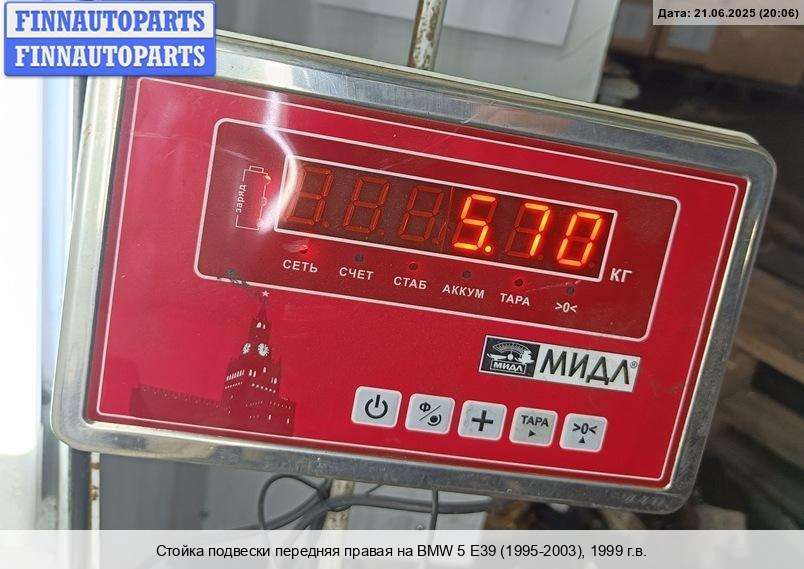 FINNAUTOPARTS
FINNAUTOPARTS
Дата: 21.06.2025 (20:06)
заряд
5.70
КГ
СЕТЬ СЧЕТ СТАБ АККУМ ТАРА >0<
МИДЛ МИДЛ®
Ф ТАРА >0<
Стойка подвески передняя правая на BMW 5 E39 (1995-2003), 1999 г.в.